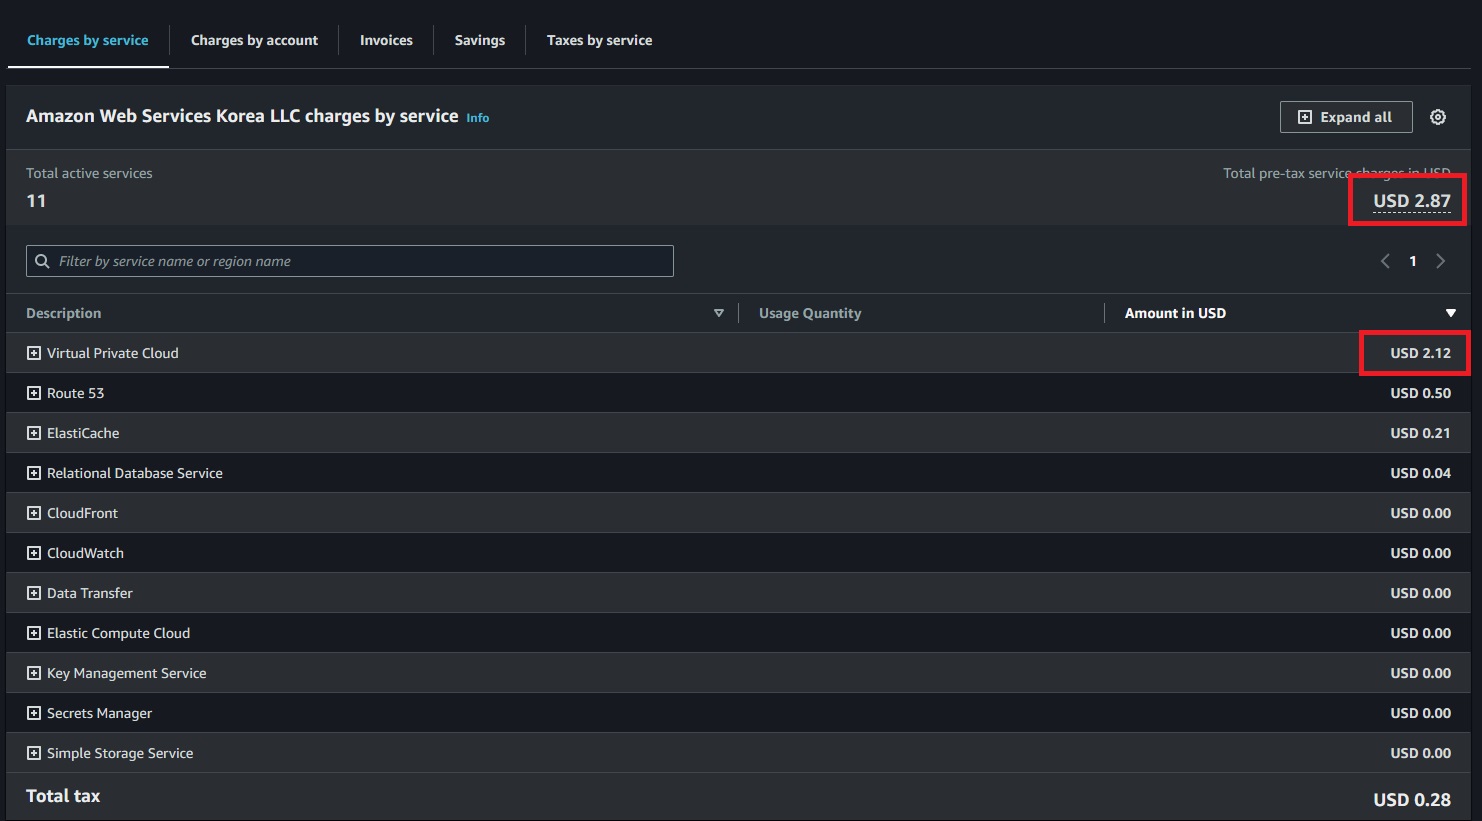 Charges by service
Charges by account
Invoices
Savings
Taxes by service
Amazon Web Services Korea LLC charges by service Info
Expand all
Total active services
Total pre-tax service charges in USD
11
USD 2.87
Filter by service name or region name
1
Description
Usage Quantity
Amount in USD
Virtual Private Cloud USD 2.12
Route 53 USD 0.50
ElastiCache USD 0.21
Relational Database Service USD 0.04
CloudFront USD 0.00
CloudWatch USD 0.00
Data Transfer USD 0.00
Elastic Compute Cloud USD 0.00
Key Management Service USD 0.00
Secrets Manager USD 0.00
Simple Storage Service USD 0.00
Total tax USD 0.28